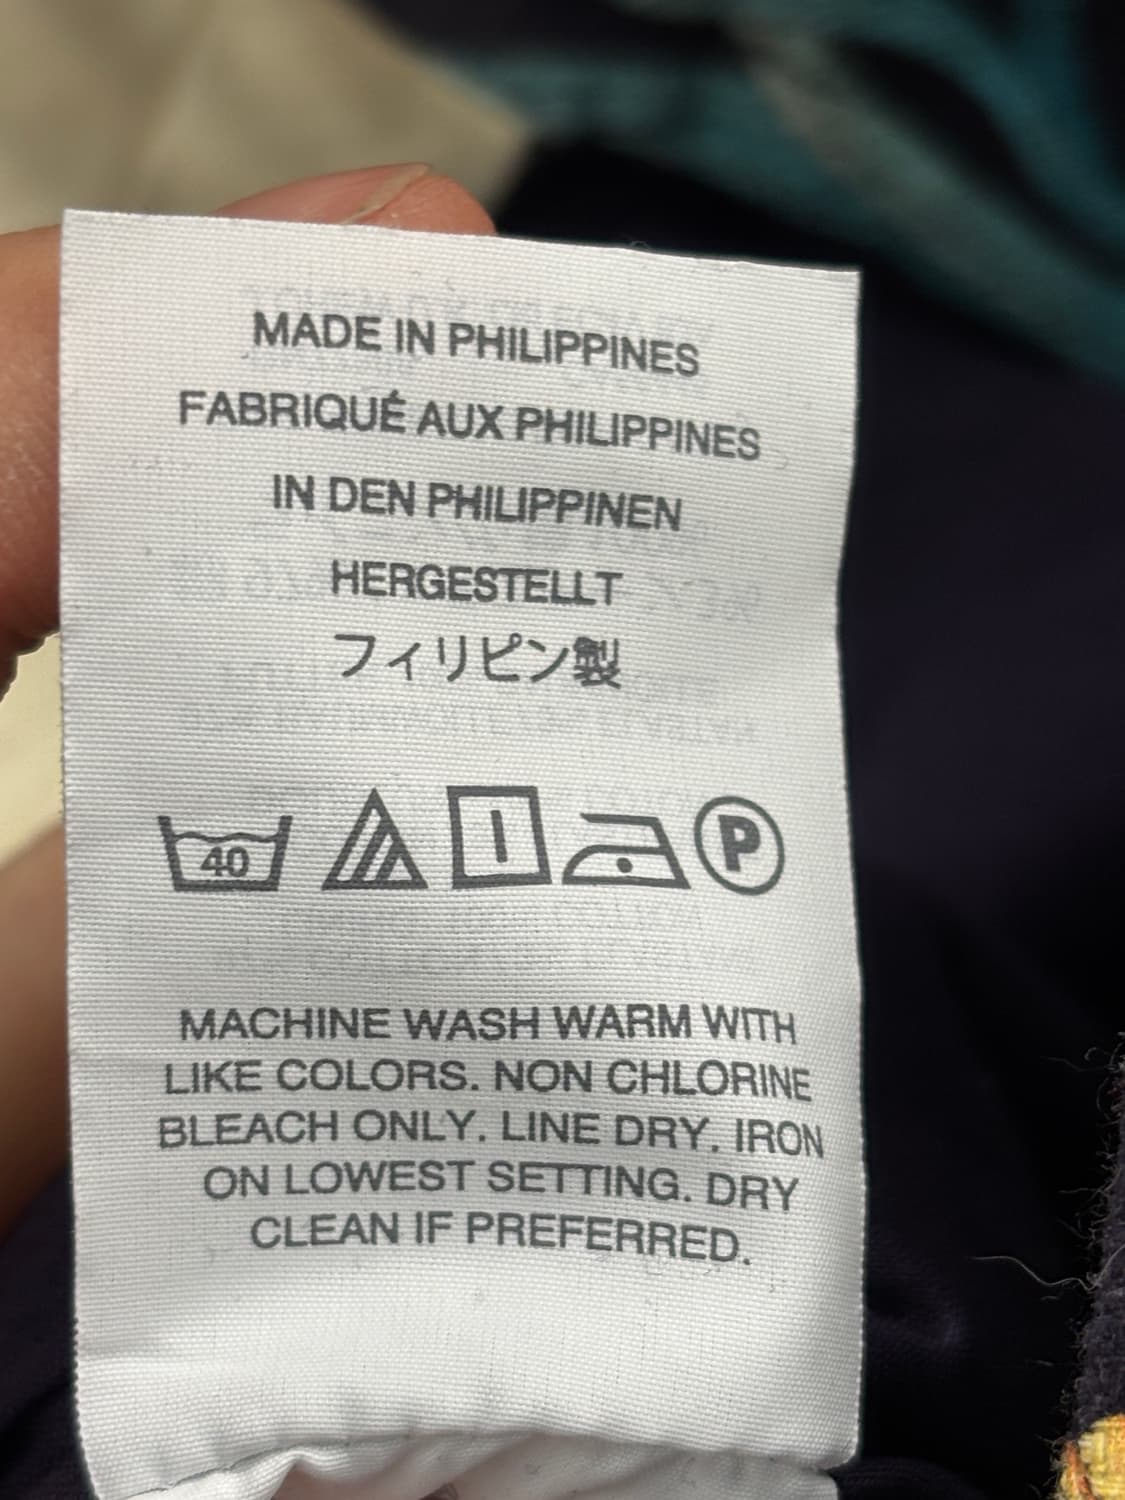 MADE IN PHILIPPINES
FABRIQUÉ AUX PHILIPPINES
IN DEN PHILIPPINEN
HERGESTELLT
フィリピン製
40 P
MACHINE WASH WARM WITH
LIKE COLORS. NON CHLORINE
BLEACH ONLY. LINE DRY. IRON
ON LOWEST SETTING. DRY
CLEAN IF PREFERRED.